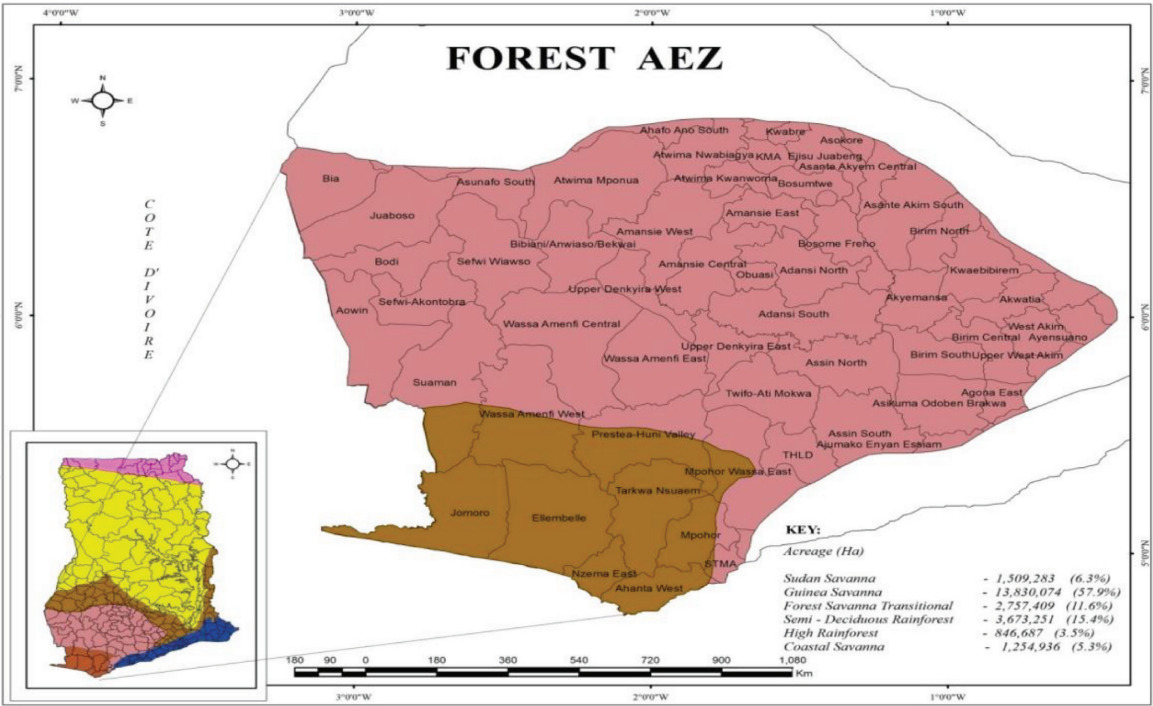 4°0'0"W 3°0'0"W 2°0'0"W 1°0'0"W
FOREST AEZ
7°0'0"N 7°0'0"N
N
W E
S
Ahafo Ano South
Kwabre
Asokore
Atwima Nwabiagya
KMA
Ejisu Juabeng
Asante Akyem Central
Bia
Asunafo South
Atwima Mponua
Atwima Kwanwoma
Bosumtwe
COTE D'IVOIRE
Juaboso
Amansie East
Asante Akim South
Amansie West
Birim North
Bibiani/Anwiaso/Bekwai
Bosome Freho
Bodi
Sefwi Wiawso
Amansie Central
Obuasi
Adansi North
Kwaebibirem
Upper Denkyira West
Akyemansa
Akwatia
Sefwi-Akontobra
Aowin
6°0'0"N 6°0'0"N
Wassa Amenfi Central
Adansi South
West Akim
Birim Central
Ayensuano
Upper Denkyira East
Wassa Amenfi East
Assin North
Birim South
Upper West Akim
Suaman
Twifo-Ati Mokwa
Agona East
Asikuma Odoben Brakwa
Wassa Amenfi West
Prestea-Huni Valley
Assin South
Ajumako Enyan Essiam
THLD
Mpohor Wassa East
Tarkwa Nsuaem
Jomoro
Ellembelle
Mpohor
STMA
Nzema East
Ahanta West
5°0'0"N
KEY:
Acreage (Ha)
Sudan Savanna - 1,509,283 (6.3%)
Guinea Savanna - 13,830,074 (57.9%)
Forest Savanna Transitional - 2,757,409 (11.6%)
Semi - Deciduous Rainforest - 3,673,251 (15.4%)
High Rainforest - 846,687 (3.5%)
Coastal Savanna - 1,254,936 (5.3%)
180 90 0 180 360 540 720 900 1,080
Km
3°0'0"W 2°0'0"W 1°0'0"W